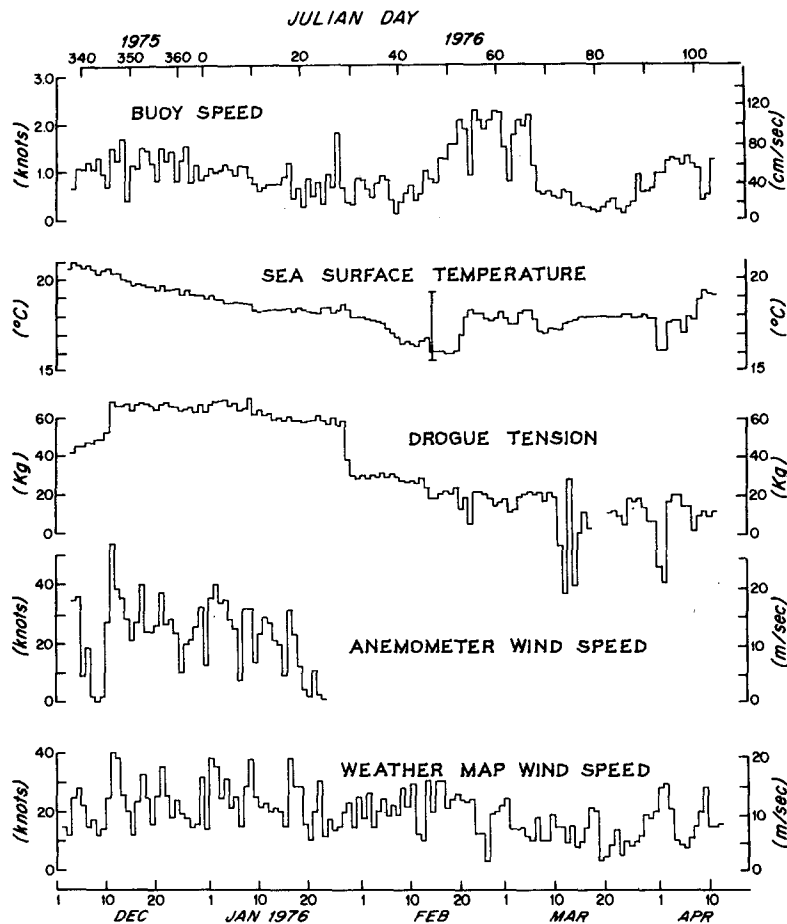 JULIAN DAY
1975 1976
340 350 360 0 20 40 60 80 100
3.0 2.0 1.0 0
(knots)
BUOY SPEED
120 80 40 0
(cm/sec)
20 15
(°C)
SEA SURFACE TEMPERATURE
20 15
(°C)
60 40 20 0
(Kg)
DROGUE TENSION
60 40 20 0
(Kg)
40 20 0
(knots)
ANEMOMETER WIND SPEED
20 10 0
(m/sec)
40 20 0
(knots)
WEATHER MAP WIND SPEED
20 10 0
(m/sec)
1 10 20 1 10 20 1 10 20 1 10 20 1 10
DEC JAN 1976 FEB MAR APR